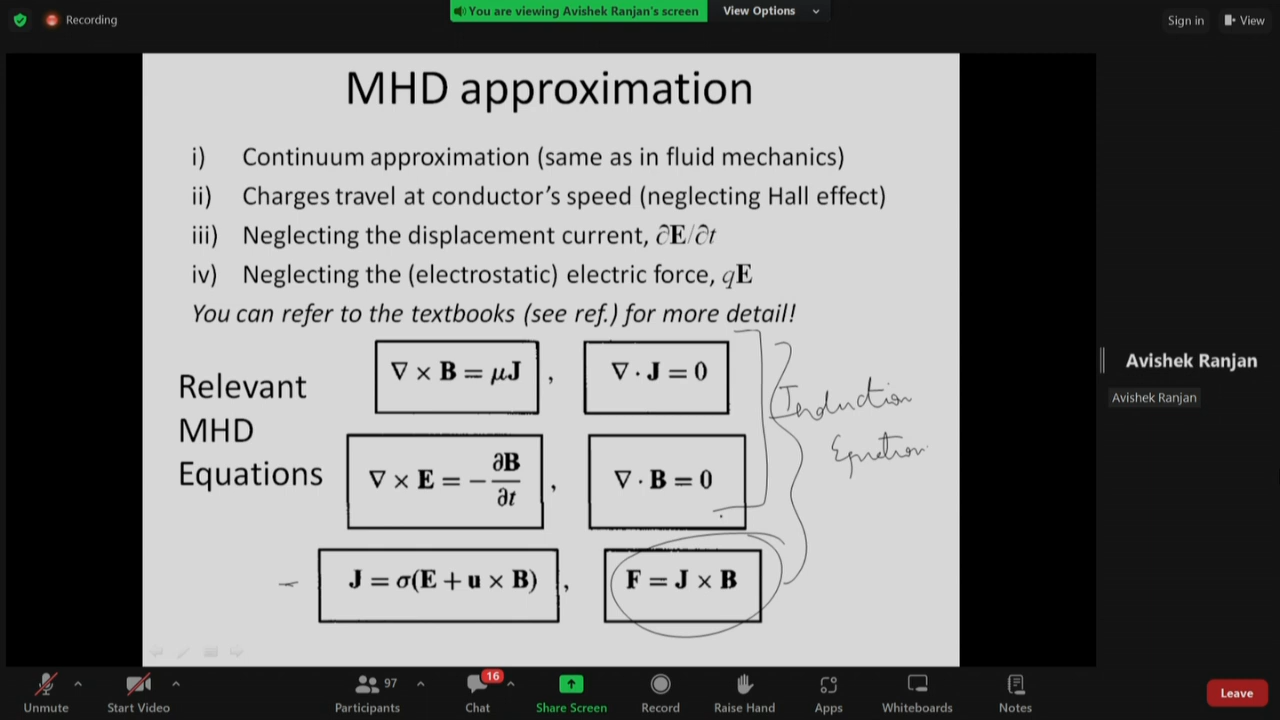 Recording
You are viewing Avishek Ranjan's screen
View Options
Sign in
View
MHD approximation
i) Continuum approximation (same as in fluid mechanics)
ii) Charges travel at conductor's speed (neglecting Hall effect)
iii) Neglecting the displacement current, ∂E/∂t
iv) Neglecting the (electrostatic) electric force, qE
You can refer to the textbooks (see ref.) for more detail!
Relevant
MHD
Equations
∇ × B = μJ , ∇ · J = 0
∇ × E = −∂B/∂t , ∇ · B = 0
J = σ(E + u × B) , F = J × B
Induction
Equation
Avishek Ranjan
Avishek Ranjan
Unmute
Start Video
97
Participants
16
Chat
Share Screen
Record
Raise Hand
Apps
Whiteboards
Notes
Leave